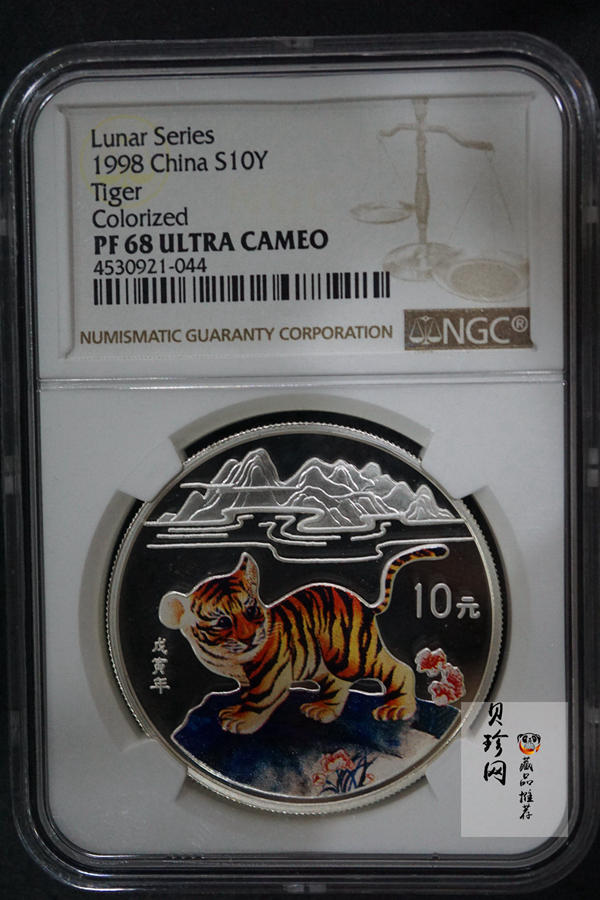 Lunar Series
1998 China S10Y
Tiger
Colorized
PF 68 ULTRA CAMEO
4530921-044
NUMISMATIC GUARANTY CORPORATION
NGC®
10元
戊寅年
贝珍网
藏品推荐